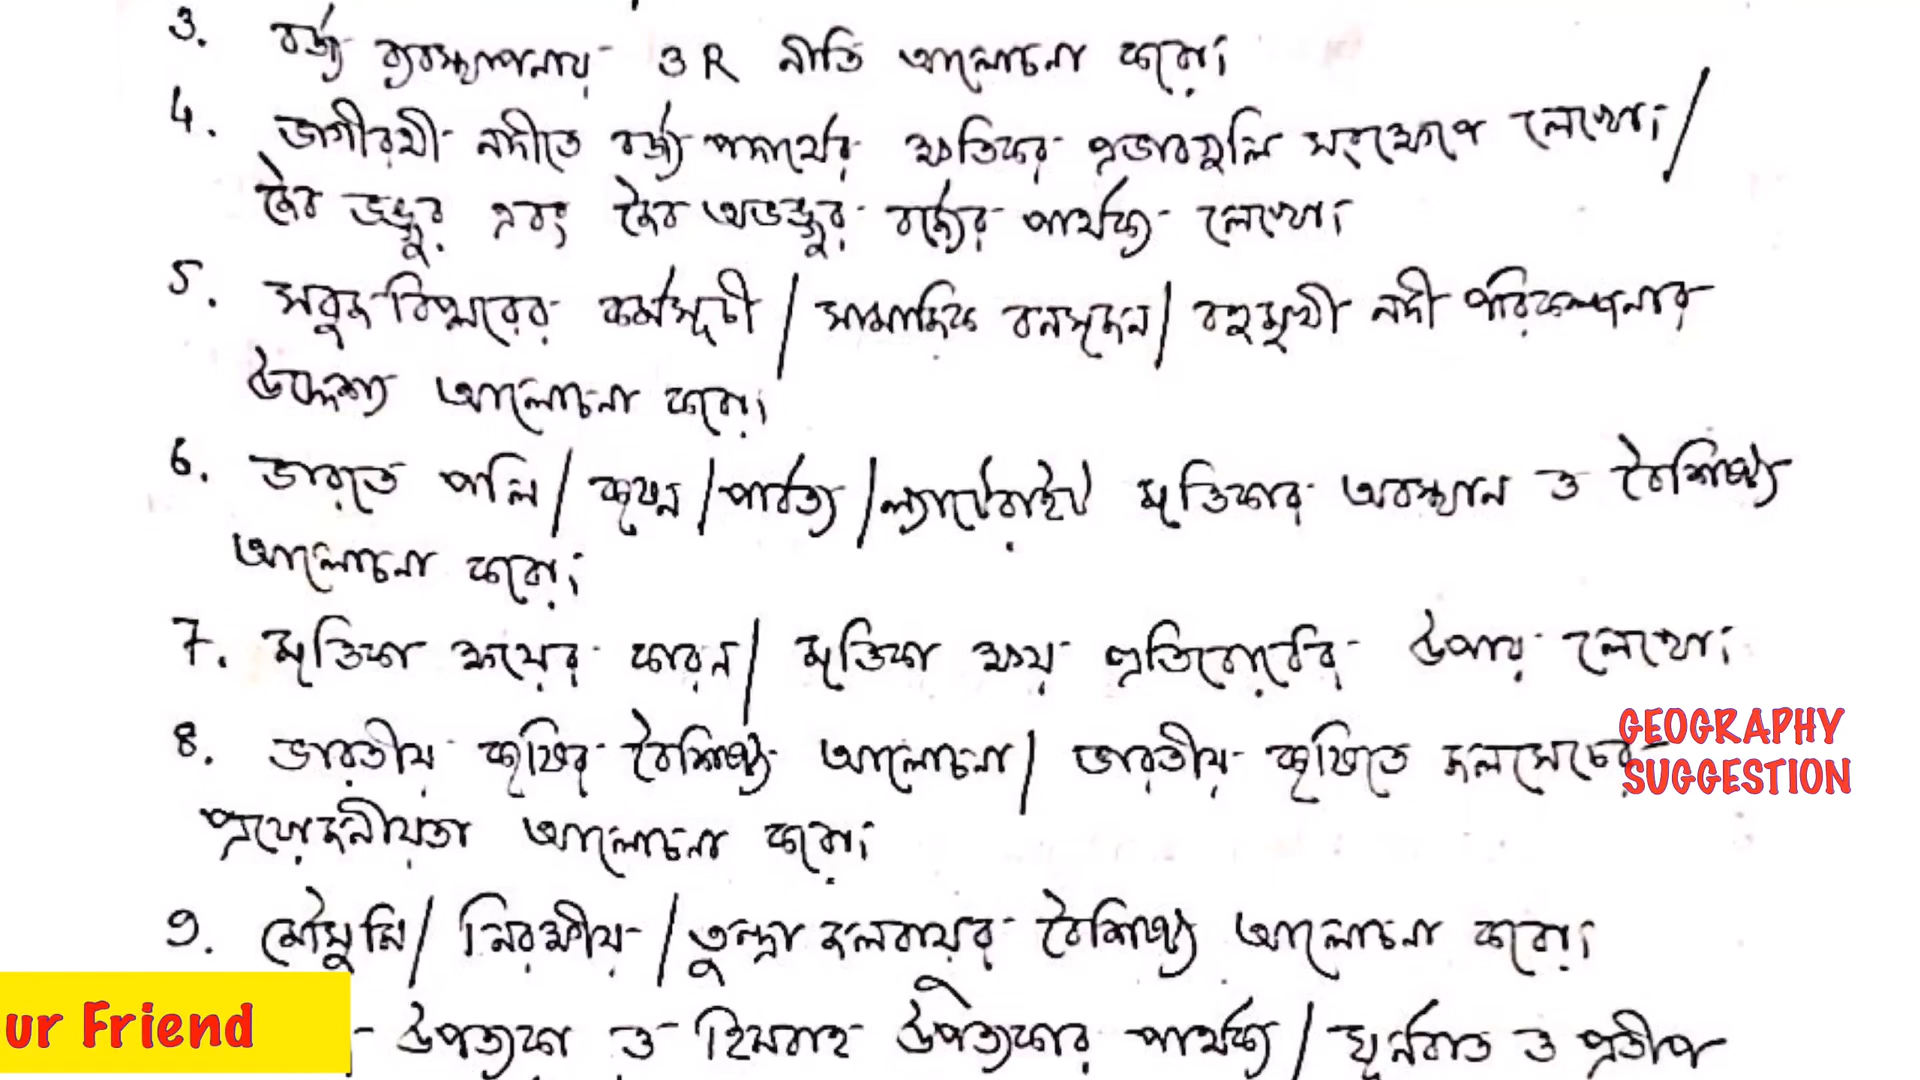 3. বর্জ্য ব্যবস্থাপনায় 3R নীতি আলোচনা করো।
4. ভাগীরথী নদীতে বর্জ্য পদার্থের ক্ষতিকর প্রভাবগুলি সংক্ষেপে লেখো। /
জৈব ভঙ্গুর এবং জৈব অভঙ্গুর বর্জ্যের পার্থক্য লেখো।
5. সবুজ বিপ্লবের কর্মসূচী / সামাজিক বনসৃজন / বহুমুখী নদী পরিকল্পনার
উদ্দেশ্য আলোচনা করো।
6. ভারতে পলি / কৃষ্ণ / পার্বত্য / ল্যাটেরাইট মৃত্তিকার অবস্থান ও বৈশিষ্ট্য
আলোচনা করো।
7. মৃত্তিকা ক্ষয়ের কারন / মৃত্তিকা ক্ষয় প্রতিরোধের উপায় লেখো।
8. ভারতীয় কৃষির বৈশিষ্ট্য আলোচনা / ভারতীয় কৃষিতে জলসেচের
GEOGRAPHY
SUGGESTION
প্রয়োজনীয়তা আলোচনা করো।
9. মৌসুমি / নিরক্ষীয় / তুন্দ্রা জলবায়ুর বৈশিষ্ট্য আলোচনা করো।
ur Friend
- উপত্যকা ও হিমবাহ উপত্যকার পার্থক্য / ঘূর্নবাত ও প্রতীপ